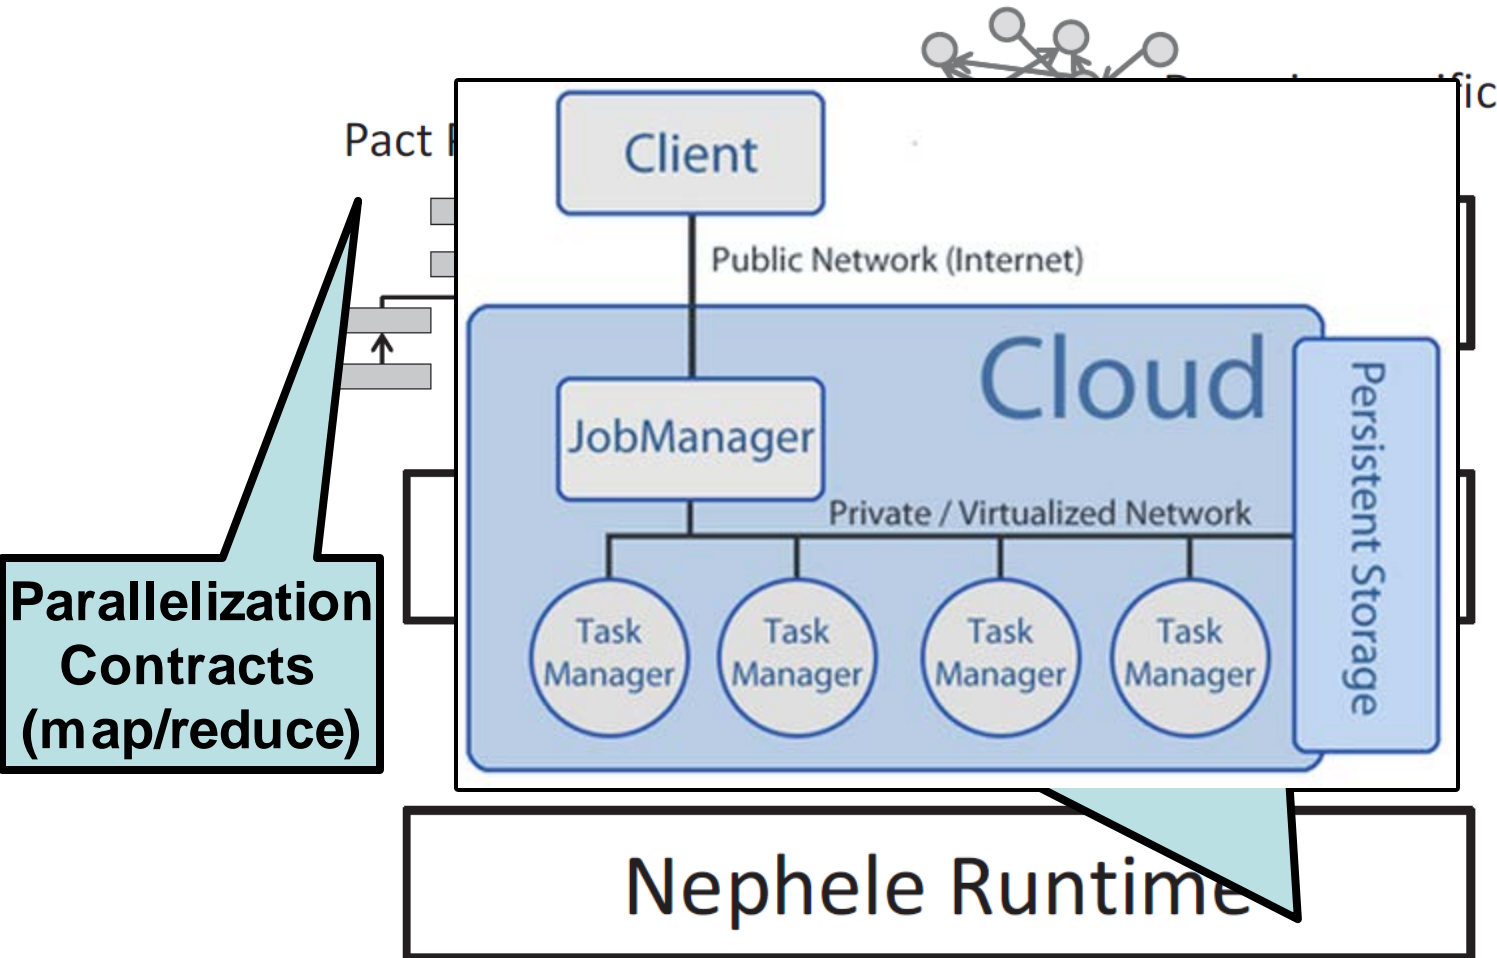 ic
Pact
Client
Public Network (Internet)
Cloud
JobManager
Persistent Storage
Private / Virtualized Network
Task
Manager
Task
Manager
Task
Manager
Task
Manager
Parallelization
Contracts
(map/reduce)
Nephele Runtime